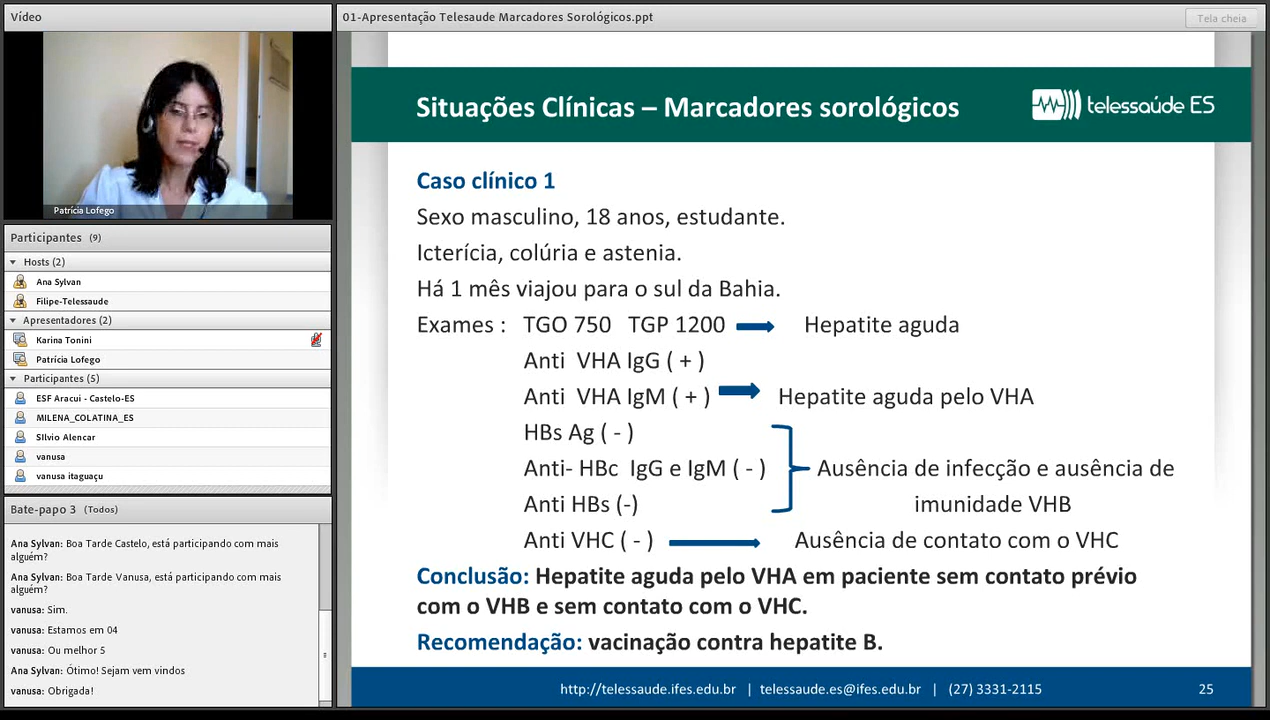 Vídeo
Patrícia Lofego
Participantes (9)
Hosts (2)
Ana Sylvan
Filipe-Telessaude
Apresentadores (2)
Karina Tonini
Patrícia Lofego
Participantes (5)
ESF Aracui - Castelo-ES
MILENA_COLATINA_ES
SIlvio Alencar
vanusa
vanusa itaguaçu
Bate-papo 3 (Todos)
Ana Sylvan: Boa Tarde Castelo, está participando com mais
alguém?
Ana Sylvan: Boa Tarde Vanusa, está participando com mais
alguém?
vanusa: Sim.
vanusa: Estamos em 04
vanusa: Ou melhor 5
Ana Sylvan: Ótimo! Sejam bem vindos
vanusa: Obrigada!
01-Apresentação Telesaude Marcadores Sorológicos.ppt
Tela cheia
Situações Clínicas – Marcadores sorológicos
telessaúde ES
Caso clínico 1
Sexo masculino, 18 anos, estudante.
Icterícia, colúria e astenia.
Há 1 mês viajou para o sul da Bahia.
Exames : TGO 750 TGP 1200 Hepatite aguda
Anti VHA IgG ( + )
Anti VHA IgM ( + ) Hepatite aguda pelo VHA
HBs Ag ( - )
Anti- HBc IgG e IgM ( - ) Ausência de infecção e ausência de
Anti HBs (-) imunidade VHB
Anti VHC ( - ) Ausência de contato com o VHC
Conclusão: Hepatite aguda pelo VHA em paciente sem contato prévio
com o VHB e sem contato com o VHC.
Recomendação: vacinação contra hepatite B.
http://telessaude.ifes.edu.br | telessaude.es@ifes.edu.br | (27) 3331-2115 25